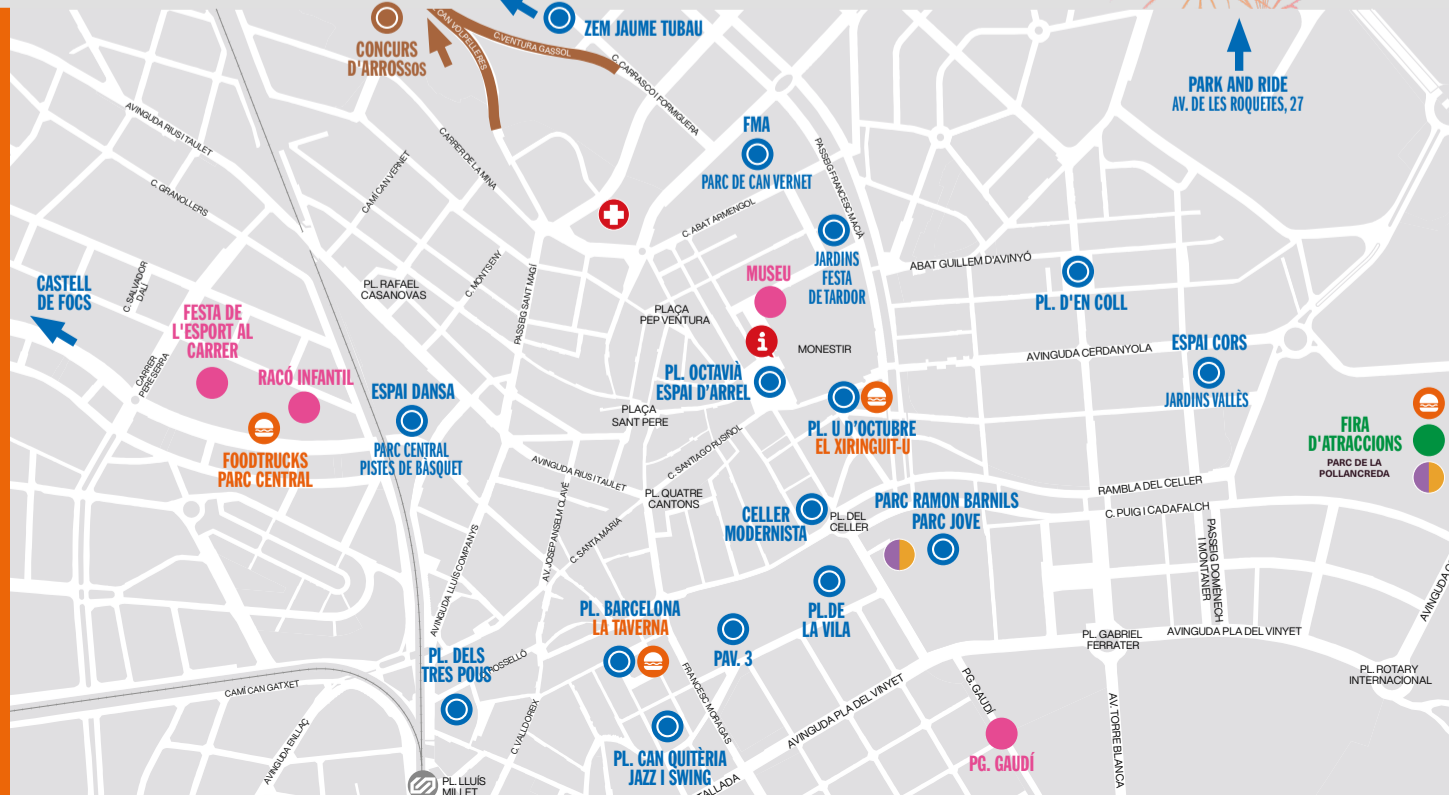 CONCURS
D'ARROSSOS
CAN VOLPELLERES
C.VENTURA GASSOL
ZEM JAUME TUBAU
C. CARRASCO I FORMIGUERA
PARK AND RIDE
AV. DE LES ROQUETES, 27
AVINGUDA RIUS I TAULET
CARRER DE LA MINA
CAMÍ CAN VERNET
C. GRANOLLERS
FMA
PARC DE CAN VERNET
PASSEIG FRANCESC MACIÀ
C. ABAT ARMENGOL
JARDINS
FESTA
DE TARDOR
ABAT GUILLEM D'AVINYÓ
PL. D'EN COLL
CASTELL
DE FOCS
C. SALVADOR
DALÍ
PL. RAFAEL
CASANOVAS
C. MONTSENY
PASSEIG SANT MAGÍ
MUSEU
PLAÇA
PEP VENTURA
i
MONESTIR
FESTA DE
L'ESPORT AL
CARRER
CARRER
PERE SERRA
RACÓ INFANTIL
ESPAI DANSA
PARC CENTRAL
PISTES DE BÀSQUET
FOODTRUCKS
PARC CENTRAL
PL. OCTAVIÀ
ESPAI D'ARREL
PLAÇA
SANT PERE
PL. U D'OCTUBRE
EL XIRINGUIT-U
AVINGUDA CERDANYOLA
ESPAI CORS
JARDINS VALLÈS
FIRA
D'ATRACCIONS
PARC DE LA
POLLANCREDA
C. SANTIAGO RUSIÑOL
AVINGUDA RIUS I TAULET
PL. QUATRE
CANTONS
CELLER
MODERNISTA
PL. DEL
CELLER
PARC RAMON BARNILS
PARC JOVE
RAMBLA DEL CELLER
C. PUIG I CADAFALCH
PASSEIG DOMÈNECH
I MONTANER
AV. JOSEP ANSELM CLAVÉ
C. SANTA MARIA
AVINGUDA LLUÍS COMPANYS
PL. BARCELONA
LA TAVERNA
PAV. 3
PL.DE
LA VILA
PL. GABRIEL
FERRATER
AVINGUDA PLA DEL VINYET
PL. ROTARY
INTERNACIONAL
PL. DELS
TRES POUS
ROSSELLÓ
CAMÍ CAN GATXET
AVINGUDA ENLLAÇ
C. VALLDOREIX
FRANCESC MORAGAS
AVINGUDA PLA DEL VINYET
PG. GAUDÍ
PG. GAUDÍ
AV. TORRE BLANCA
PL. CAN QUITÈRIA
JAZZ I SWING
PL. LLUÍS
MILLET